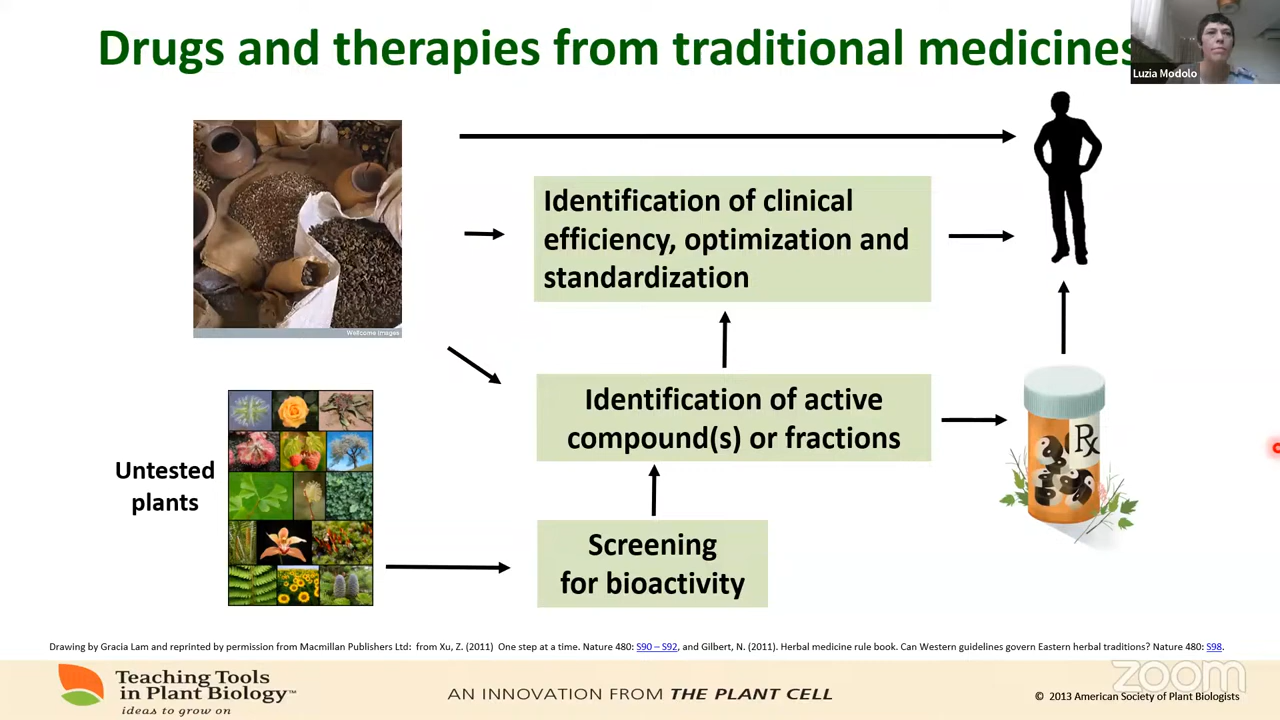 Drugs and therapies from traditional medicines
Luzia Modolo
Identification of clinical
efficiency, optimization and
standardization
Wellcome Images
Identification of active
compound(s) or fractions
Rx
Untested
plants
Screening
for bioactivity
Drawing by Gracia Lam and reprinted by permission from Macmillan Publishers Ltd: from Xu, Z. (2011) One step at a time. Nature 480: S90 – S92, and Gilbert, N. (2011). Herbal medicine rule book. Can Western guidelines govern Eastern herbal traditions? Nature 480: S98.
zoom
Teaching Tools
in Plant Biology™
ideas to grow on
AN INNOVATION FROM THE PLANT CELL
© 2013 American Society of Plant Biologists